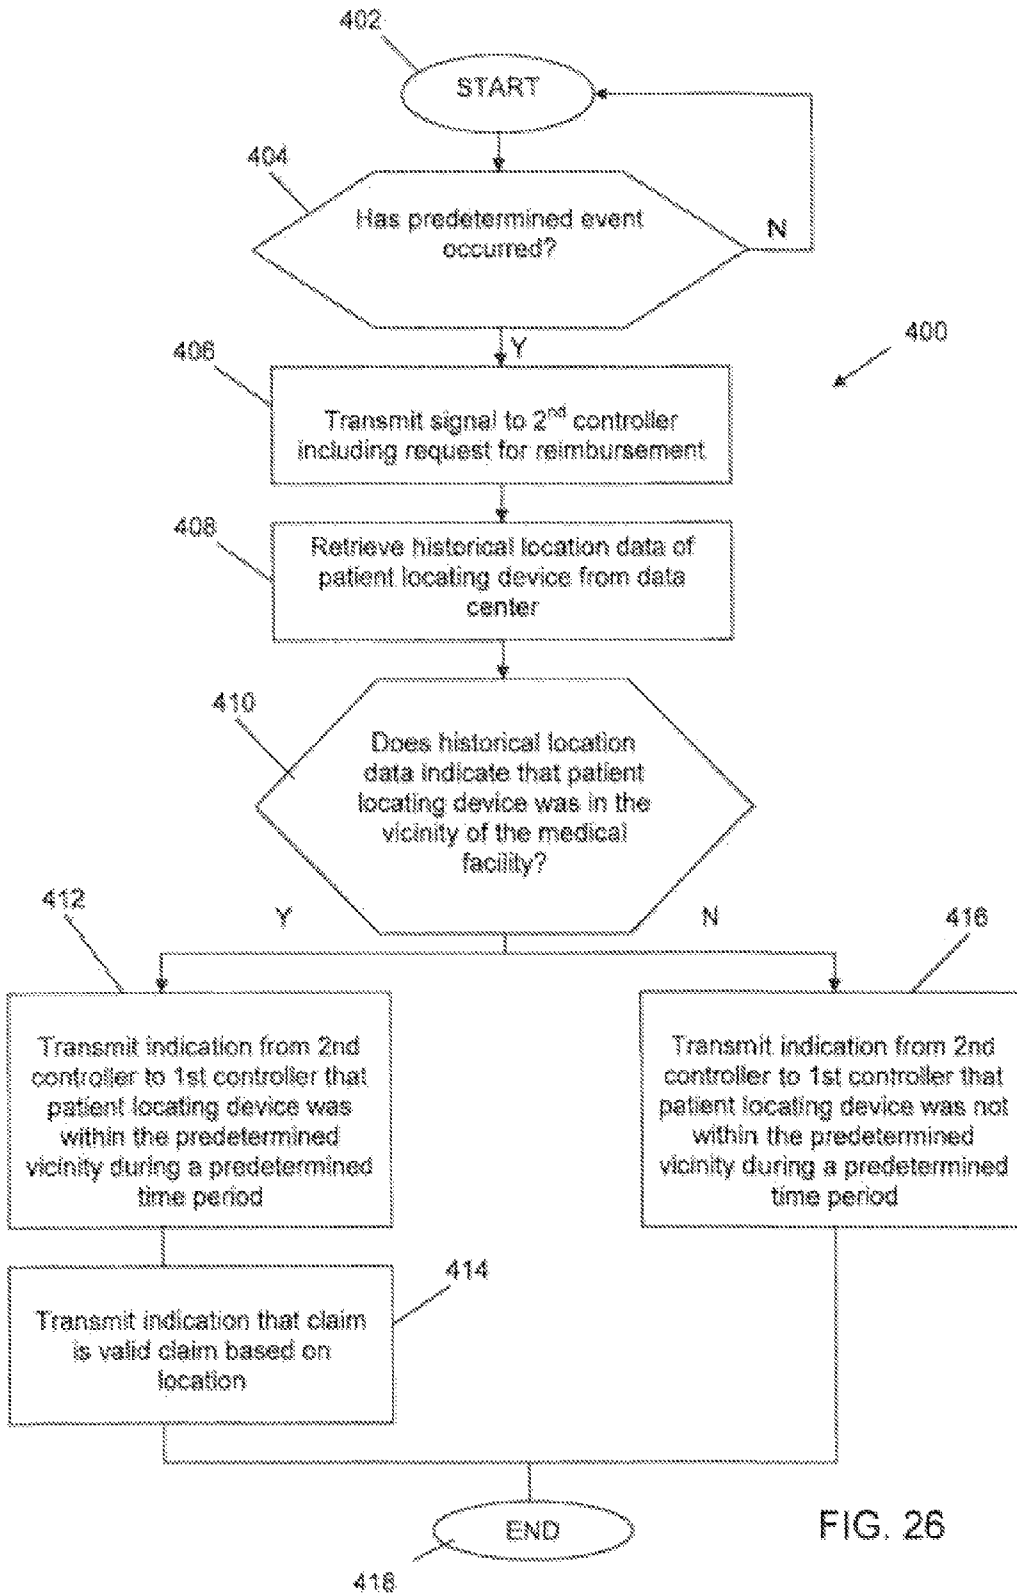 402
START
404
Has predetermined event
occurred?
N
400
Y
406
Transmit signal to 2nd controller
including request for reimbursement
408
Retrieve historical location data of
patient locating device from data
center
410
Does historical location
data indicate that patient
locating device was in the
vicinity of the medical
facility?
412
Y
N
416
Transmit indication from 2nd
controller to 1st controller that
patient locating device was
within the predetermined
vicinity during a predetermined
time period
Transmit indication from 2nd
controller to 1st controller that
patient locating device was not
within the predetermined
vicinity during a predetermined
time period
414
Transmit indication that claim
is valid claim based on
location
END
FIG. 26
418